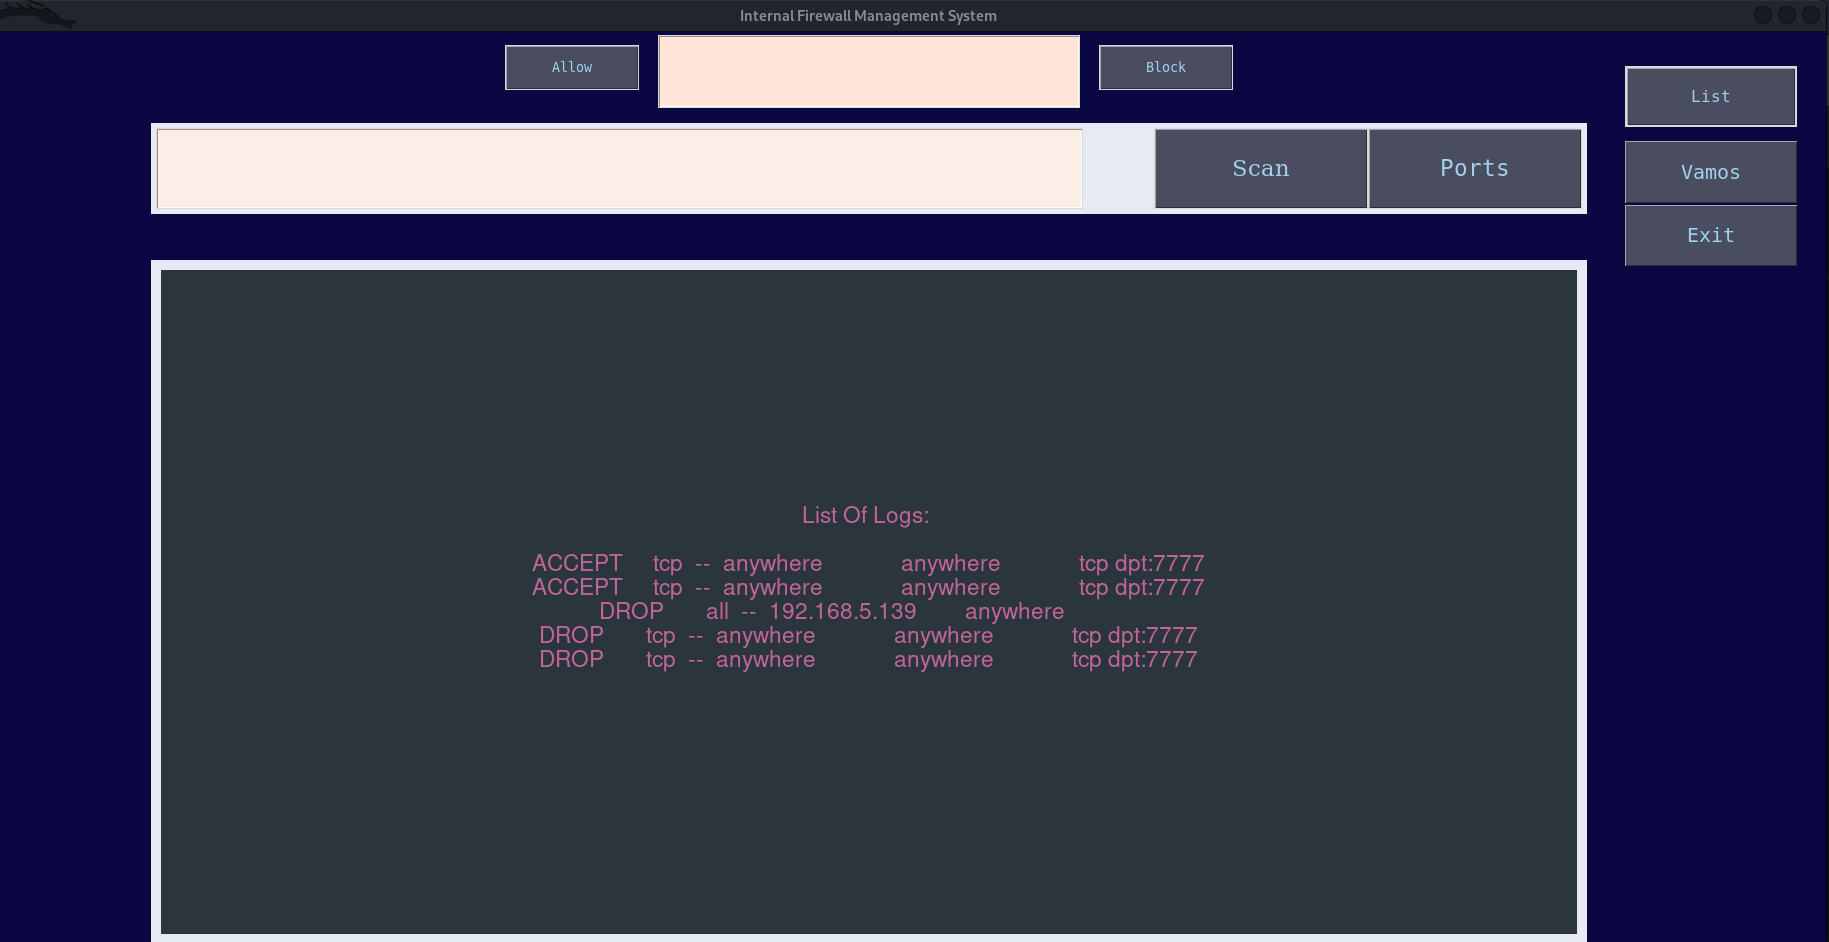 Internal Firewall Management System
Allow
Block
List
Scan
Ports
Vamos
Exit
List Of Logs:
ACCEPT tcp -- anywhere anywhere tcp dpt:7777
ACCEPT tcp -- anywhere anywhere tcp dpt:7777
DROP all -- 192.168.5.139 anywhere
DROP tcp -- anywhere anywhere tcp dpt:7777
DROP tcp -- anywhere anywhere tcp dpt:7777